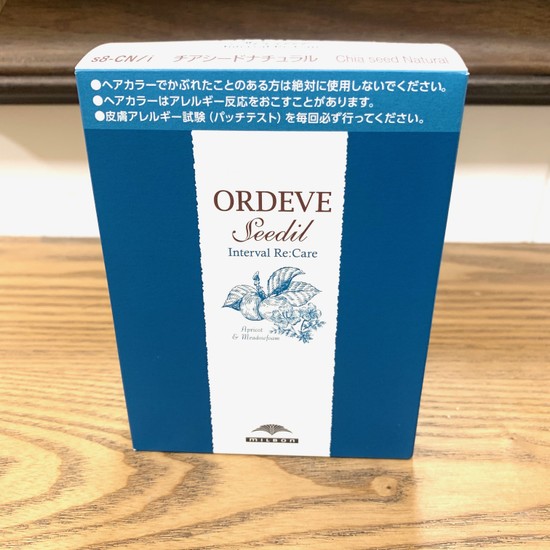 s8-CN/i チアシードナチュラル Chia seed Natural
●ヘアカラーでかぶれたことのある方は絶対に使用しないでください。
●ヘアカラーはアレルギー反応をおこすことがあります。
●皮膚アレルギー試験（パッチテスト）を毎回必ず行ってください。
ORDEVE
Seedil
Interval Re:Care
Apricot
& Meadowfoam
milbon